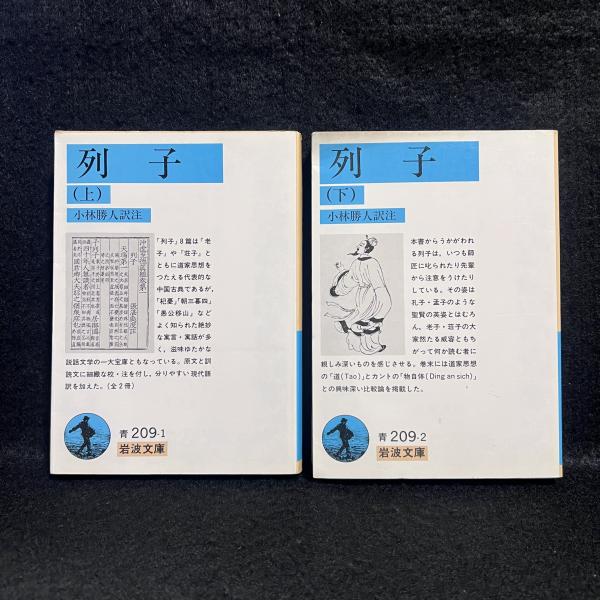 列 子
(上)
小林勝人訳注
「列子」8篇は「老
子」や「荘子」と
ともに道家思想を
つたえる代表的な
中国古典であるが、
「杞憂」「朝三暮四」
「愚公移山」など
よく知られた絶妙
な寓言・寓話が多
く、滋味ゆたかな
説話文学の一大宝庫ともなっている。原文と訓
読文に細緻な校・注を付し、分りやすい現代語
訳を加えた。(全2冊)
青 209-1
岩波文庫
列 子
(下)
小林勝人訳注
本書からうかがわれ
る列子は、いつも師
匠に叱られたり先輩
から注意をうけたり
している。その姿は
孔子・孟子のような
聖賢の英姿とはむろ
ん、老子・荘子の大
家然たる威容ともち
がって何か読む者に
親しみ深いものを感じさせる。巻末には道家思想
の「道(Tao)」とカントの「物自体(Ding an sich)」
との興味深い比較論を掲載した。
青 209-2
岩波文庫